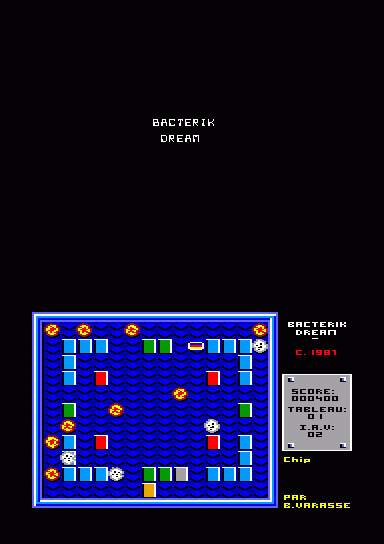 BACTERIK
DREAM
BACTERIK
DREAM
C. 1987
SCORE:
000400
TABLEAU:
01
I.A.V:
02
Chip
PAR
B.VARASSE